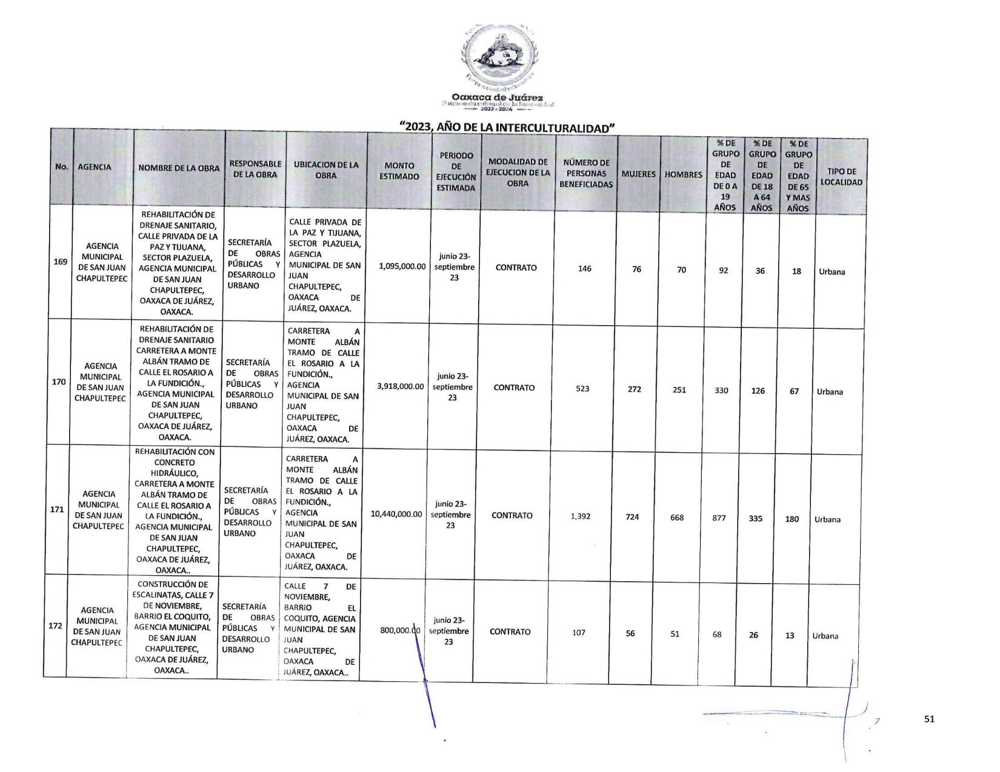 Oaxaca de Juárez
Patrimonio cultural de la humanidad
2022 - 2024
“2023, AÑO DE LA INTERCULTURALIDAD”
No.
AGENCIA
NOMBRE DE LA OBRA
RESPONSABLE
DE LA OBRA
UBICACION DE LA
OBRA
MONTO
ESTIMADO
PERIODO
DE
EJECUCIÓN
ESTIMADA
MODALIDAD DE
EJECUCION DE LA
OBRA
NÚMERO DE
PERSONAS
BENEFICIADAS
MUJERES
HOMBRES
% DE
GRUPO
DE
EDAD
DE 0 A
19
AÑOS
% DE
GRUPO
DE
EDAD
DE 18
A 64
AÑOS
% DE
GRUPO
DE
EDAD
DE 65
Y MAS
AÑOS
TIPO DE
LOCALIDAD
169
AGENCIA
MUNICIPAL
DE SAN JUAN
CHAPULTEPEC
REHABILITACIÓN DE
DRENAJE SANITARIO,
CALLE PRIVADA DE LA
PAZ Y TIJUANA,
SECTOR PLAZUELA,
AGENCIA MUNICIPAL
DE SAN JUAN
CHAPULTEPEC,
OAXACA DE JUÁREZ,
OAXACA.
SECRETARÍA
DE OBRAS
PÚBLICAS Y
DESARROLLO
URBANO
CALLE PRIVADA DE
LA PAZ Y TIJUANA,
SECTOR PLAZUELA,
AGENCIA
MUNICIPAL DE SAN
JUAN
CHAPULTEPEC,
OAXACA DE
JUÁREZ, OAXACA.
1,095,000.00
junio 23-
septiembre
23
CONTRATO
146
76
70
92
36
18
Urbana
170
AGENCIA
MUNICIPAL
DE SAN JUAN
CHAPULTEPEC
REHABILITACIÓN DE
DRENAJE SANITARIO
CARRETERA A MONTE
ALBÁN TRAMO DE
CALLE EL ROSARIO A
LA FUNDICIÓN.,
AGENCIA MUNICIPAL
DE SAN JUAN
CHAPULTEPEC,
OAXACA DE JUÁREZ,
OAXACA.
SECRETARÍA
DE OBRAS
PÚBLICAS Y
DESARROLLO
URBANO
CARRETERA A
MONTE ALBÁN
TRAMO DE CALLE
EL ROSARIO A LA
FUNDICIÓN.,
AGENCIA
MUNICIPAL DE SAN
JUAN
CHAPULTEPEC,
OAXACA DE
JUÁREZ, OAXACA.
3,918,000.00
junio 23-
septiembre
23
CONTRATO
523
272
251
330
126
67
Urbana
171
AGENCIA
MUNICIPAL
DE SAN JUAN
CHAPULTEPEC
REHABILITACIÓN CON
CONCRETO
HIDRÁULICO,
CARRETERA A MONTE
ALBÁN TRAMO DE
CALLE EL ROSARIO A
LA FUNDICIÓN.,
AGENCIA MUNICIPAL
DE SAN JUAN
CHAPULTEPEC,
OAXACA DE JUÁREZ,
OAXACA..
SECRETARÍA
DE OBRAS
PÚBLICAS Y
DESARROLLO
URBANO
CARRETERA A
MONTE ALBÁN
TRAMO DE CALLE
EL ROSARIO A LA
FUNDICIÓN.,
AGENCIA
MUNICIPAL DE SAN
JUAN
CHAPULTEPEC,
OAXACA DE
JUÁREZ, OAXACA.
10,440,000.00
junio 23-
septiembre
23
CONTRATO
1,392
724
668
877
335
180
Urbana
172
AGENCIA
MUNICIPAL
DE SAN JUAN
CHAPULTEPEC
CONSTRUCCIÓN DE
ESCALINATAS, CALLE 7
DE NOVIEMBRE,
BARRIO EL COQUITO,
AGENCIA MUNICIPAL
DE SAN JUAN
CHAPULTEPEC,
OAXACA DE JUÁREZ,
OAXACA..
SECRETARÍA
DE OBRAS
PÚBLICAS Y
DESARROLLO
URBANO
CALLE 7 DE
NOVIEMBRE,
BARRIO EL
COQUITO, AGENCIA
MUNICIPAL DE SAN
JUAN
CHAPULTEPEC,
OAXACA DE
JUÁREZ, OAXACA..
800,000.00
junio 23-
septiembre
23
CONTRATO
107
56
51
68
26
13
Urbana
51